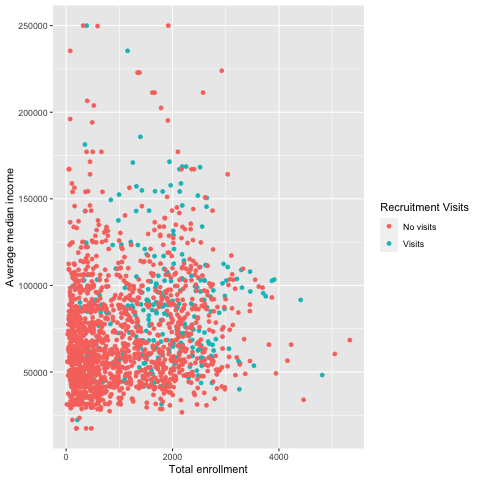 250000
200000
150000
100000
50000
Average median income
0
2000
4000
Total enrollment
Recruitment Visits
No visits
Visits